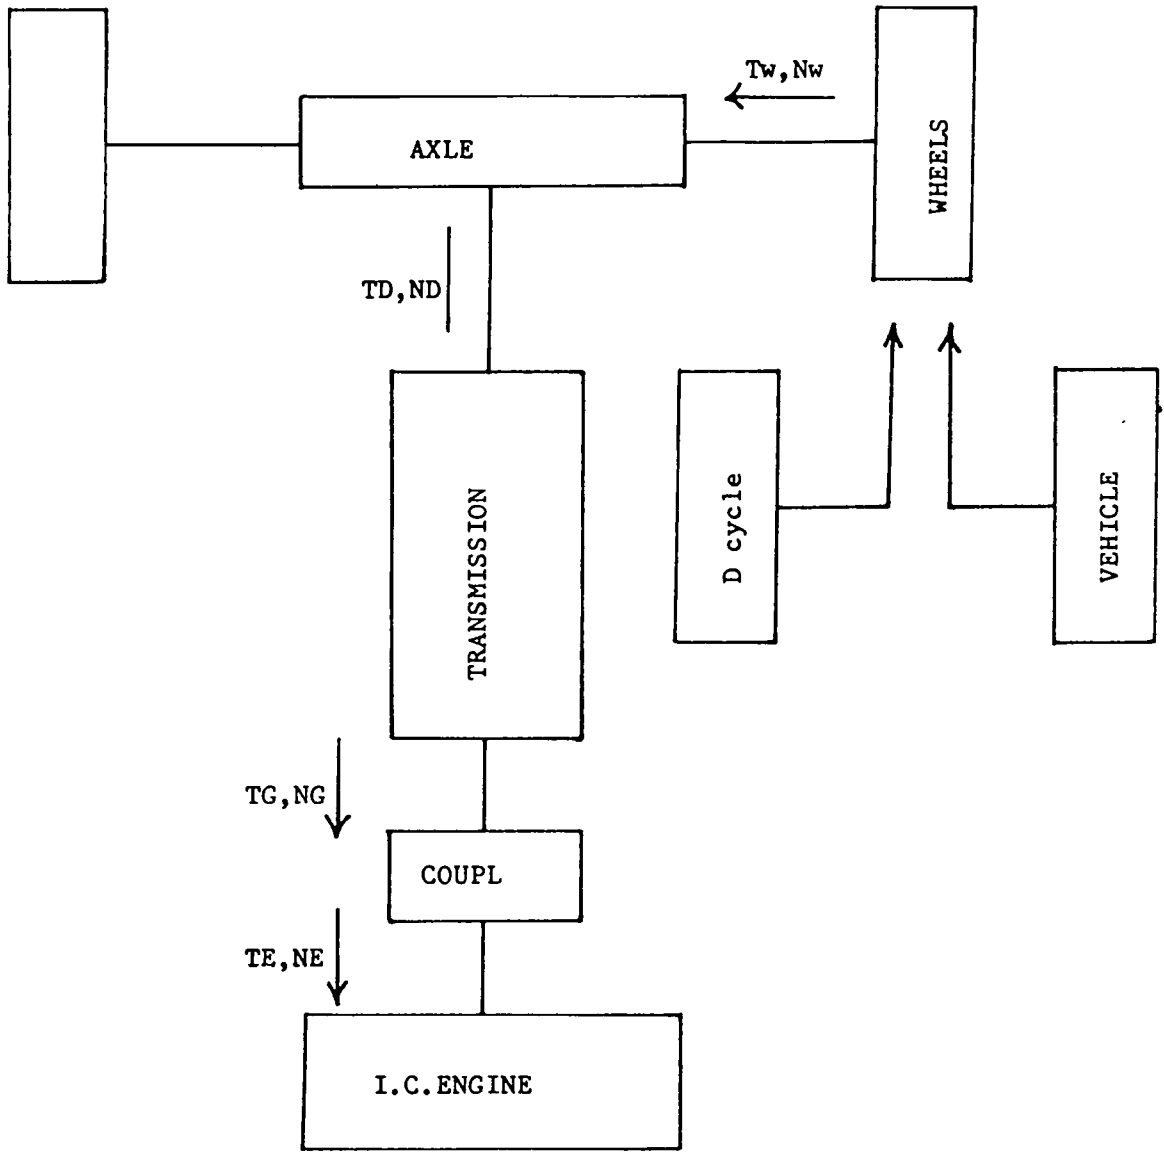 Tw,Nw
AXLE
WHEELS
TD,ND
D cycle
VEHICLE
TRANSMISSION
TG,NG
COUPL
TE,NE
I.C.ENGINE